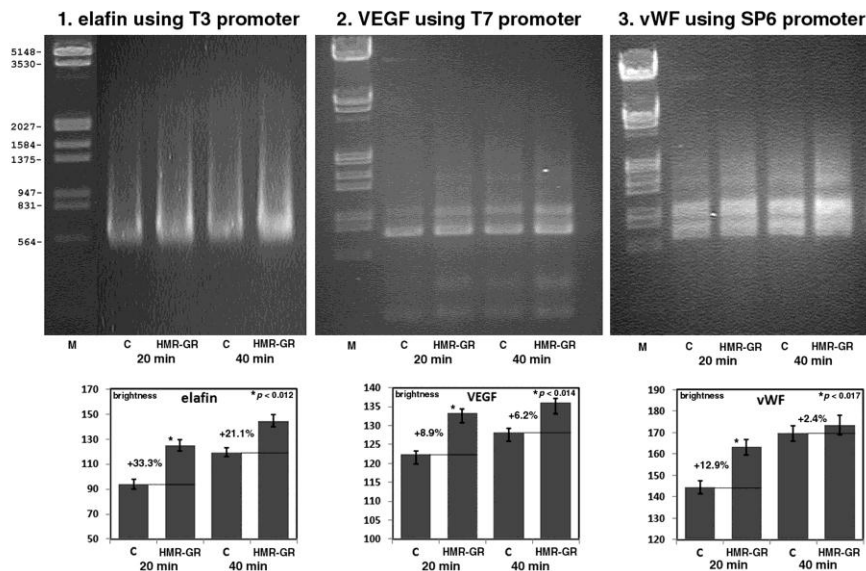 1. elafin using T3 promoter
2. VEGF using T7 promoter
3. vWF using SP6 promoter
5148-
3530-
2027-
1584-
1375-
947-
831-
564-
M C HMR-GR C HMR-GR
20 min 40 min
M C HMR-GR C HMR-GR
20 min 40 min
M C HMR-GR C HMR-GR
20 min 40 min
brightness elafin * p < 0.012
170
150
130
110
90
70
50
+33.3%
*
+21.1%
C HMR-GR C HMR-GR
20 min 40 min
brightness VEGF * p < 0.014
140
135
130
125
120
115
110
105
100
+8.9%
*
+6.2%
C HMR-GR C HMR-GR
20 min 40 min
brightness vWF * p < 0.017
190
180
170
160
150
140
130
120
+12.9%
*
+2.4%
C HMR-GR C HMR-GR
20 min 40 min